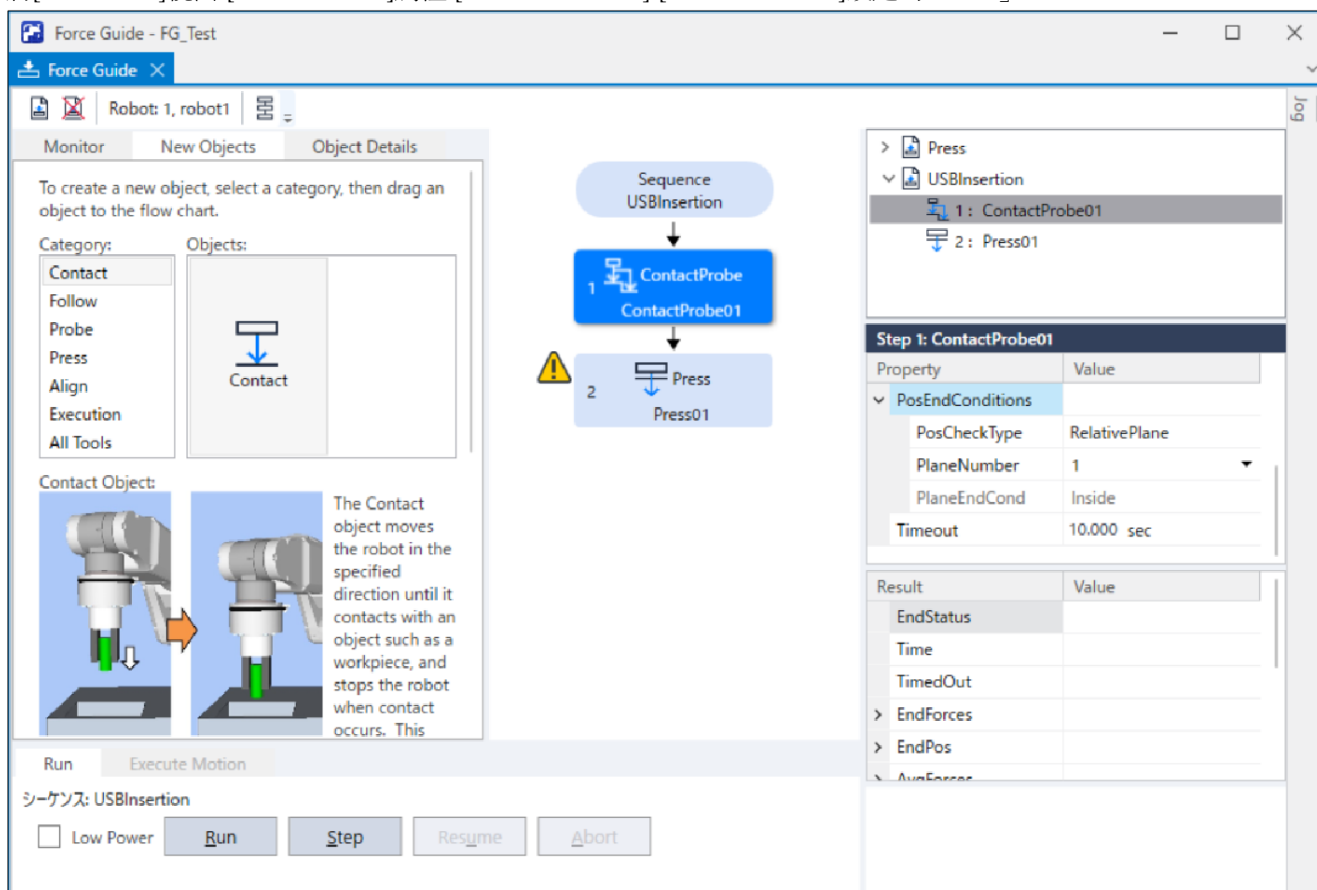 Force Guide - FG_Test
Force Guide
Robot: 1, robot1
Jog
Monitor
New Objects
Object Details
To create a new object, select a category, then drag an
object to the flow chart.
Category:
Objects:
Contact
Follow
Probe
Press
Align
Execution
All Tools
Contact
Contact Object:
The Contact
object moves
the robot in the
specified
direction until it
contacts with an
object such as a
workpiece, and
stops the robot
when contact
occurs. This
Sequence
USBInsertion
1
ContactProbe
ContactProbe01
2
Press
Press01
Press
USBInsertion
1 : ContactProbe01
2 : Press01
Step 1: ContactProbe01
Property Value
PosEndConditions
PosCheckType RelativePlane
PlaneNumber 1
PlaneEndCond Inside
Timeout 10.000 sec
Result Value
EndStatus
Time
TimedOut
EndForces
EndPos
AvgForces
Run
Execute Motion
シーケンス: USBInsertion
Low Power
Run
Step
Resume
Abort